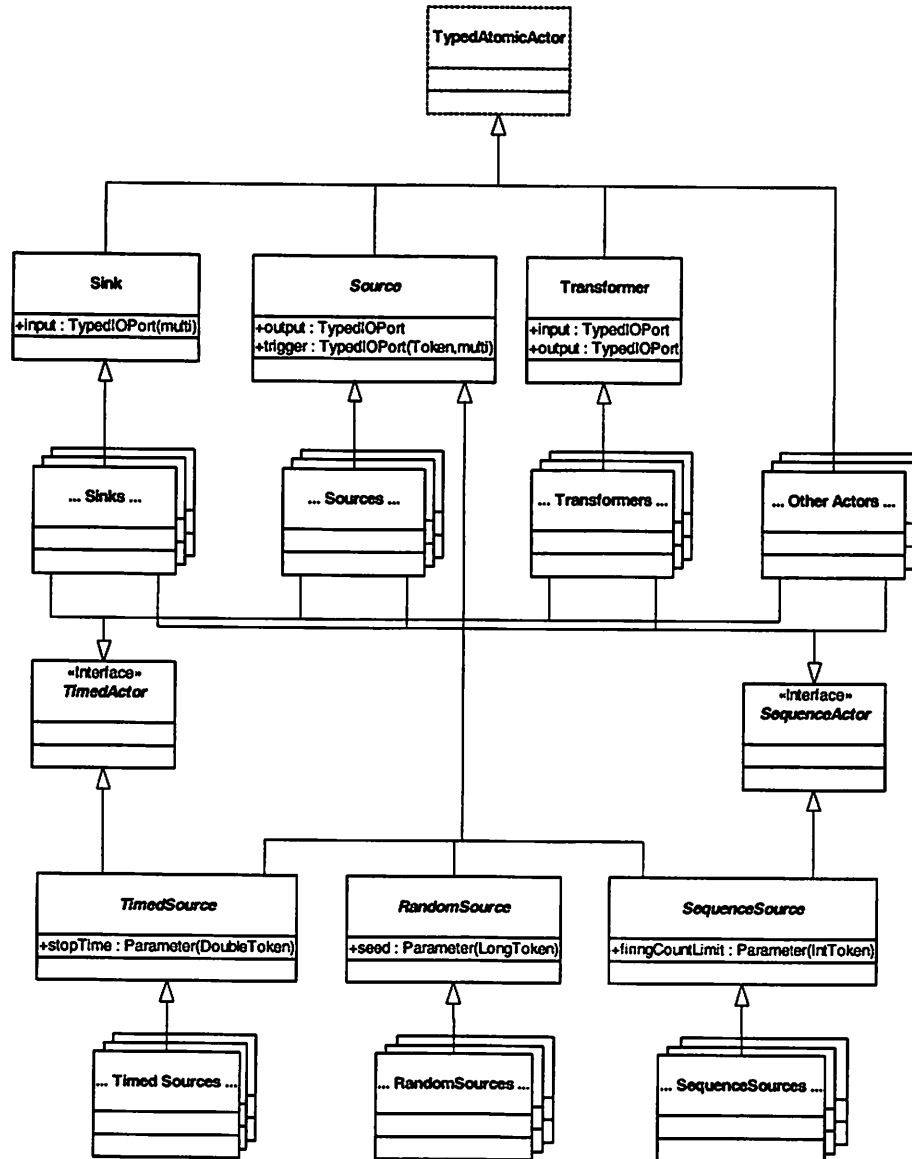 TypedAtomicActor
Sink
+input : TypedIOPort(multi)
Source
+output : TypedIOPort
+trigger : TypedIOPort(Token,multi)
Transformer
+input : TypedIOPort
+output : TypedIOPort
... Sinks ...
... Sources ...
... Transformers ...
... Other Actors ...
«Interface»
TimedActor
«Interface»
SequenceActor
TimedSource
+stopTime : Parameter(DoubleToken)
RandomSource
+seed : Parameter(LongToken)
SequenceSource
+firingCountLimit : Parameter(IntToken)
... Timed Sources ...
... RandomSources ...
... SequenceSources ...